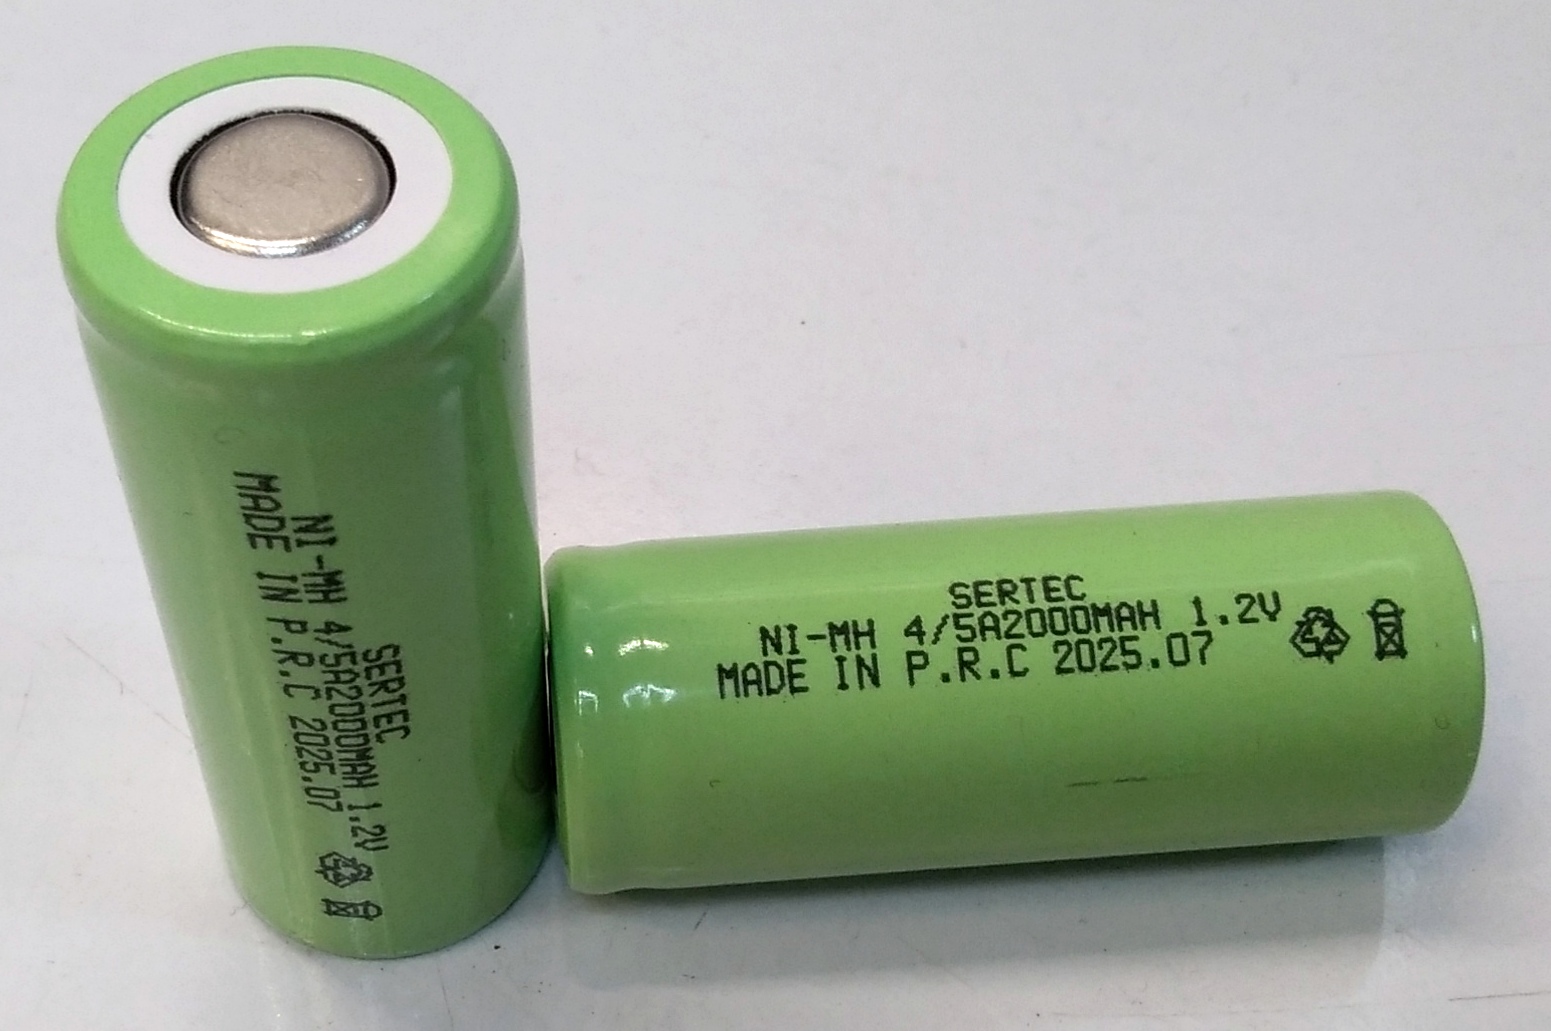 SERTEC
NI-MH 4/5A2000MAH 1.2V
MADE IN P.R.C 2025.07
SERTEC
NI-MH 4/5A2000MAH 1.2V
MADE IN P.R.C 2025.07